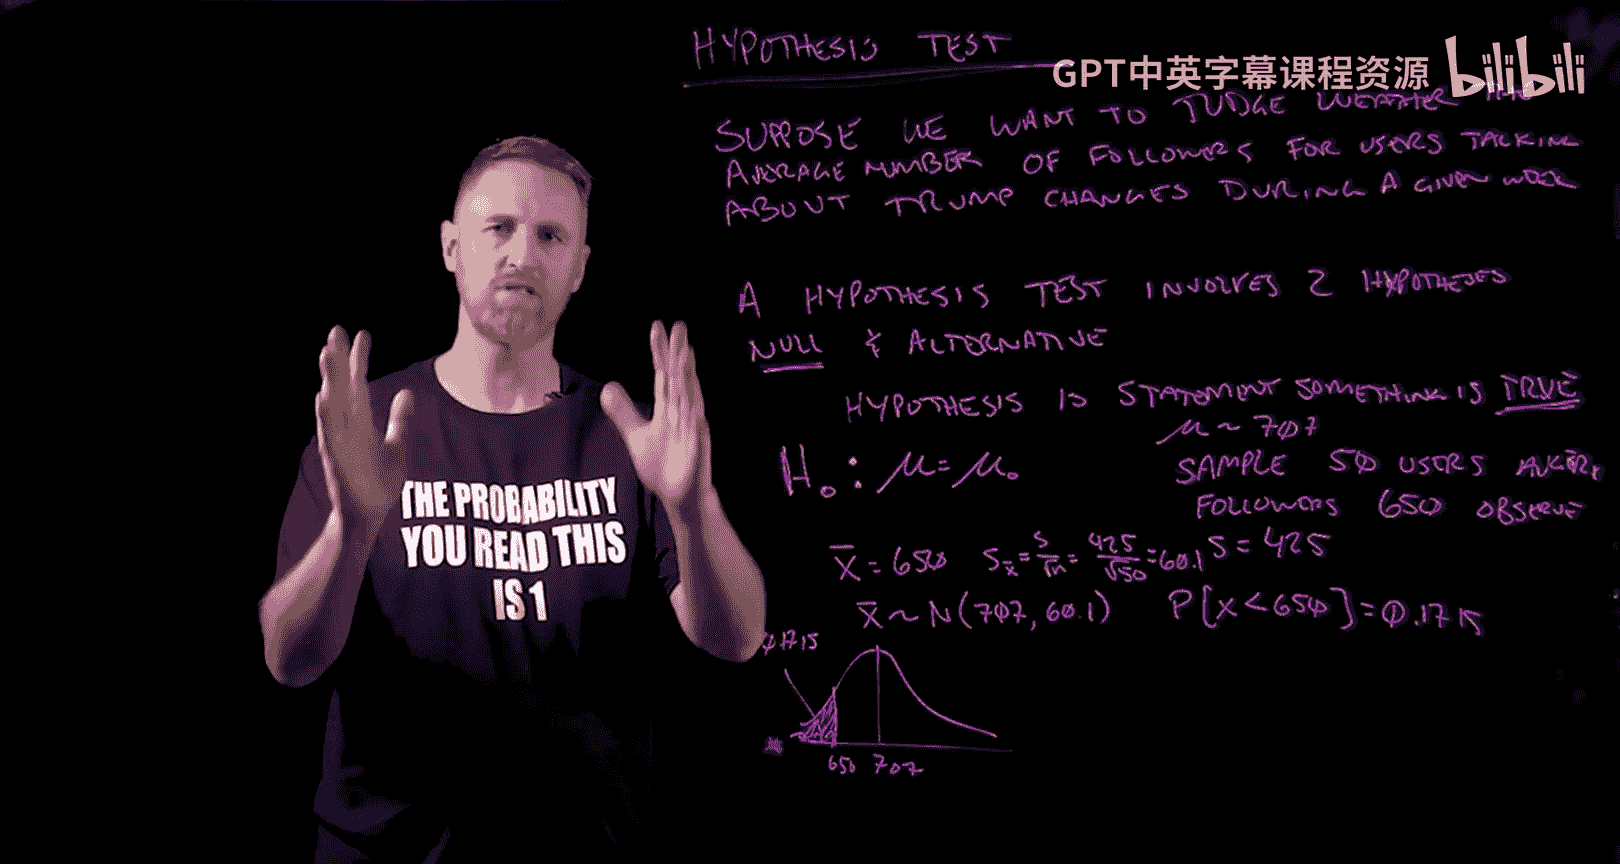 HYPOTHESIS TEST
GPT中英字幕课程资源 bilibili
SUPPOSE WE WANT TO JUDGE WEATHER THE
AVERAGE NUMBER OF FOLLOWERS FOR USERS TALKING
ABOUT TRUMP CHANGES DURING A GIVEN WEEK
A HYPOTHESIS TEST INVOLVES 2 HYPOTHESES
NULL & ALTERNATIVE
HYPOTHESIS IS STATEMENT SOMETHING IS TRUE
μ ~ 707
H₀ : μ = μ₀
SAMPLE 50 USERS
FOLLOWERS 650 OBSERVE
x̄ = 650 S_x̄ = S/√n = 425/√50 = 60.1 S = 425
x̄ ~ N(707, 60.1) P[x < 650] = 0.1715
0.1715
650 707
THE PROBABILITY
YOU READ THIS
IS 1